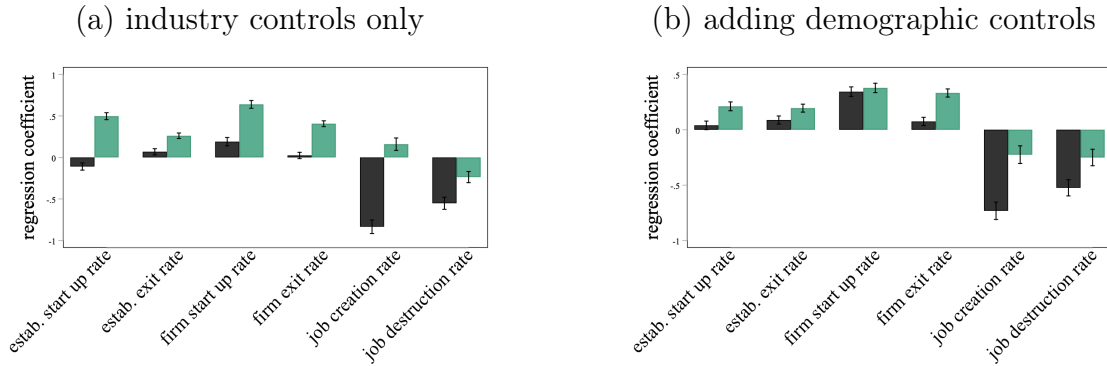 (a) industry controls only
regression coefficient
1
.5
0
-.5
-1
estab. start up rate
estab. exit rate
firm start up rate
firm exit rate
job creation rate
job destruction rate
(b) adding demographic controls
regression coefficient
.5
0
-.5
-1
estab. start up rate
estab. exit rate
firm start up rate
firm exit rate
job creation rate
job destruction rate